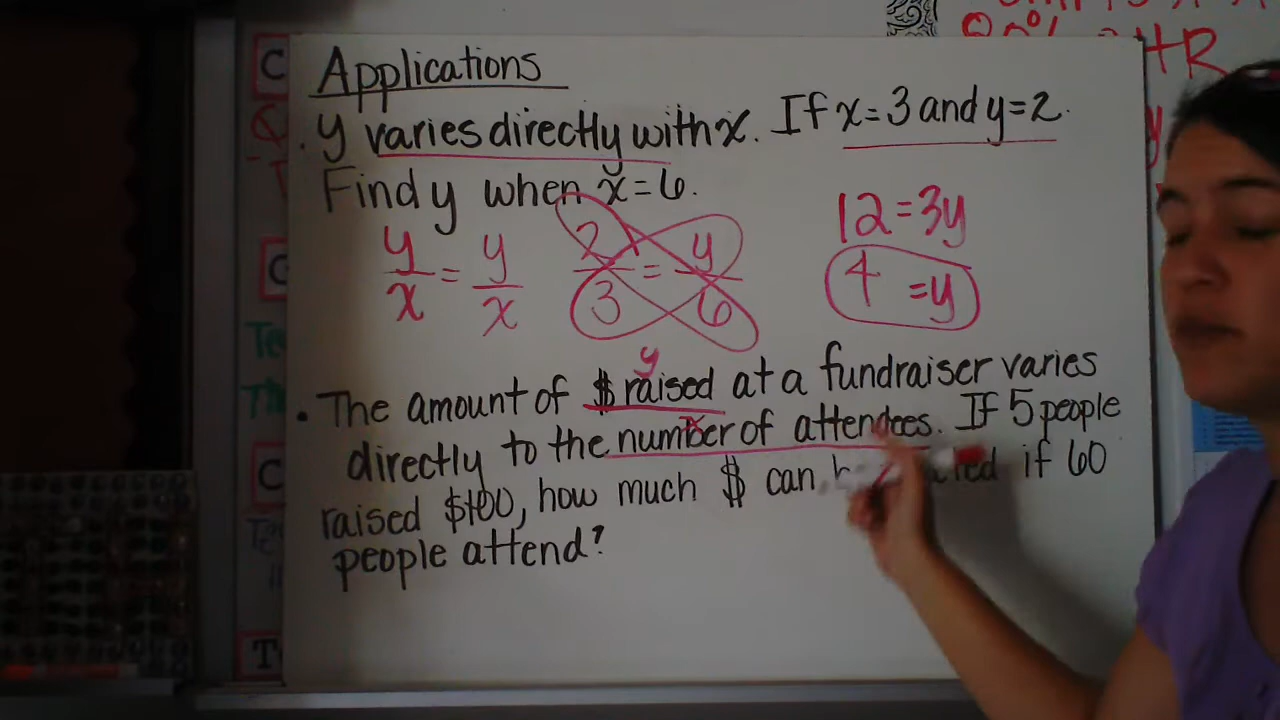 Applications
. y varies directly with x. If x=3 and y=2.
Find y when x=6.
y/x = y/x 2/3 = y/6
12=3y
4=y
y
• The amount of $ raised at a fundraiser varies
x
directly to the number of attendees. If 5 people
raised $100, how much $ can if 60
people attend?